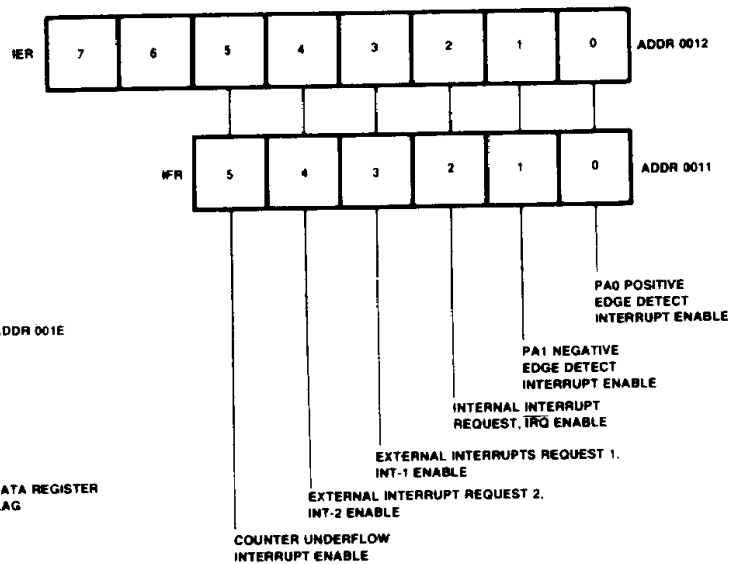 IER 7 6 5 4 3 2 1 0 ADDR 0012
IFR 5 4 3 2 1 0 ADDR 0011
PA0 POSITIVE
EDGE DETECT
INTERRUPT ENABLE
DDR 001E
PA1 NEGATIVE
EDGE DETECT
INTERRUPT ENABLE
INTERNAL INTERRUPT
REQUEST, IRQ ENABLE
EXTERNAL INTERRUPTS REQUEST 1,
INT-1 ENABLE
ATA REGISTER
LAG
EXTERNAL INTERRUPT REQUEST 2,
INT-2 ENABLE
COUNTER UNDERFLOW
INTERRUPT ENABLE